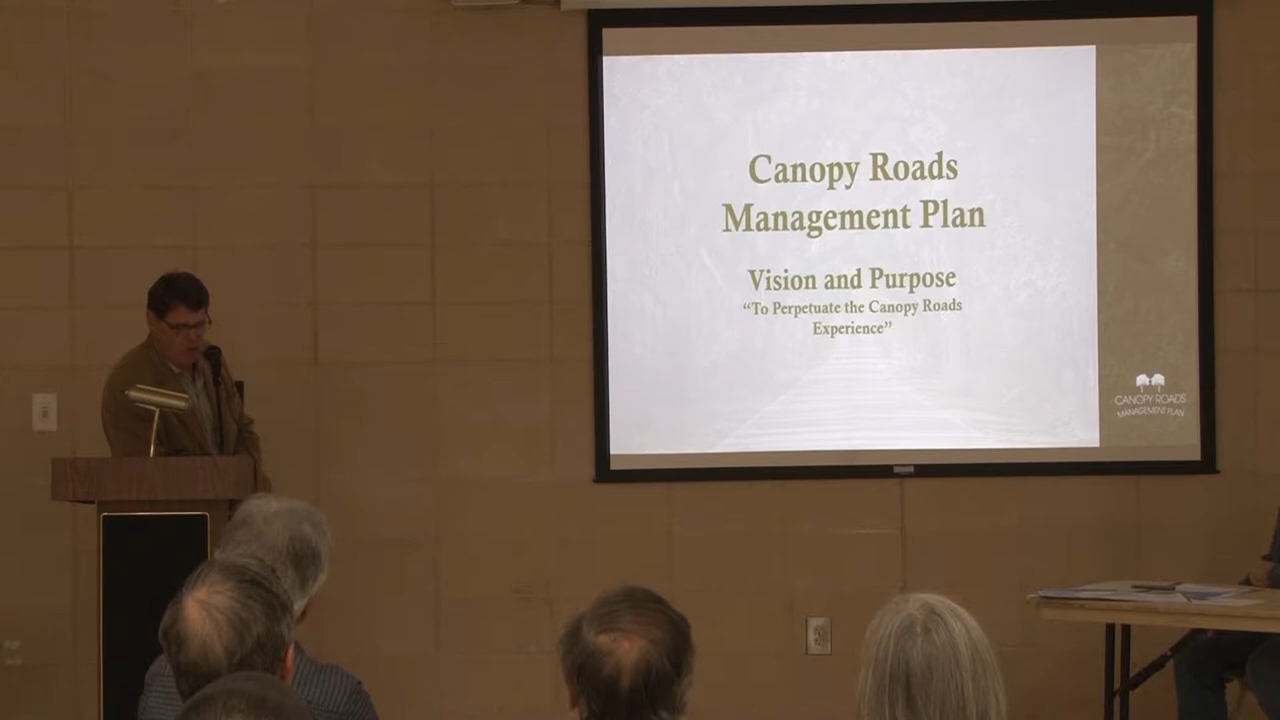 Canopy Roads
Management Plan
Vision and Purpose
“To Perpetuate the Canopy Roads
Experience”
CANOPY ROADS
MANAGEMENT PLAN